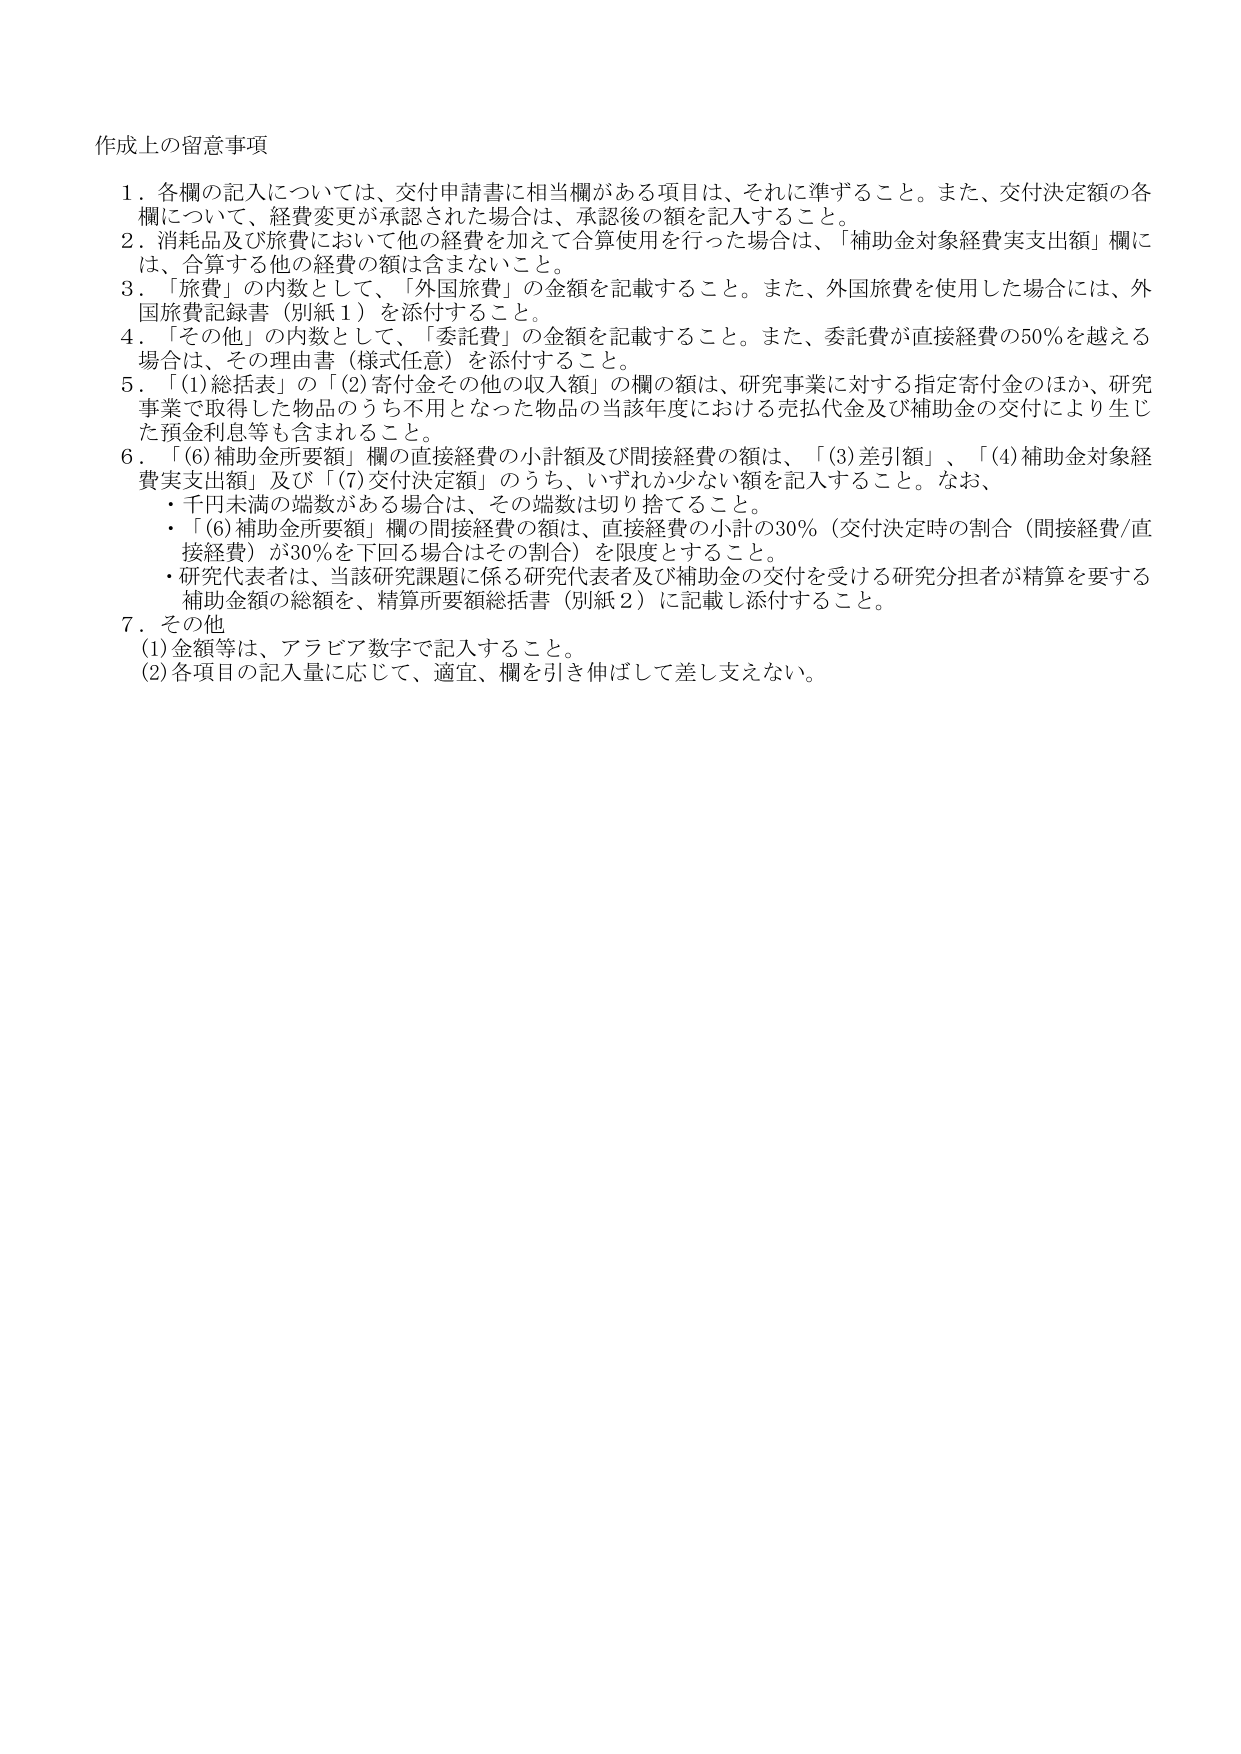 作成上の留意事項
１．各欄の記入については、交付申請書に相当欄がある項目は、それに準ずること。また、交付決定額の各
欄について、経費変更が承認された場合は、承認後の額を記入すること。
２．消耗品及び旅費において他の経費を加えて合算使用を行った場合は、「補助金対象経費実支出額」欄に
は、合算する他の経費の額は含まないこと。
３．「旅費」の内数として、「外国旅費」の金額を記載すること。また、外国旅費を使用した場合には、外
国旅費記録書（別紙１）を添付すること。
４．「その他」の内数として、「委託費」の金額を記載すること。また、委託費が直接経費の50％を越える
場合は、その理由書（様式任意）を添付すること。
５．「(1)総括表」の「(2)寄付金その他の収入額」の欄の額は、研究事業に対する指定寄付金のほか、研究
事業で取得した物品のうち不用となった物品の当該年度における売払代金及び補助金の交付により生じ
た預金利息等も含まれること。
６．「(6)補助金所要額」欄の直接経費の小計額及び間接経費の額は、「(3)差引額」、「(4)補助金対象経
費実支出額」及び「(7)交付決定額」のうち、いずれか少ない額を記入すること。なお、
・千円未満の端数がある場合は、その端数は切り捨てること。
・「(6)補助金所要額」欄の間接経費の額は、直接経費の小計の30％（交付決定時の割合（間接経費/直
接経費）が30％を下回る場合はその割合）を限度とすること。
・研究代表者は、当該研究課題に係る研究代表者及び補助金の交付を受ける研究分担者が精算を要する
補助金額の総額を、精算所要額総括書（別紙２）に記載し添付すること。
７．その他
(1)金額等は、アラビア数字で記入すること。
(2)各項目の記入量に応じて、適宜、欄を引き伸ばして差し支えない。